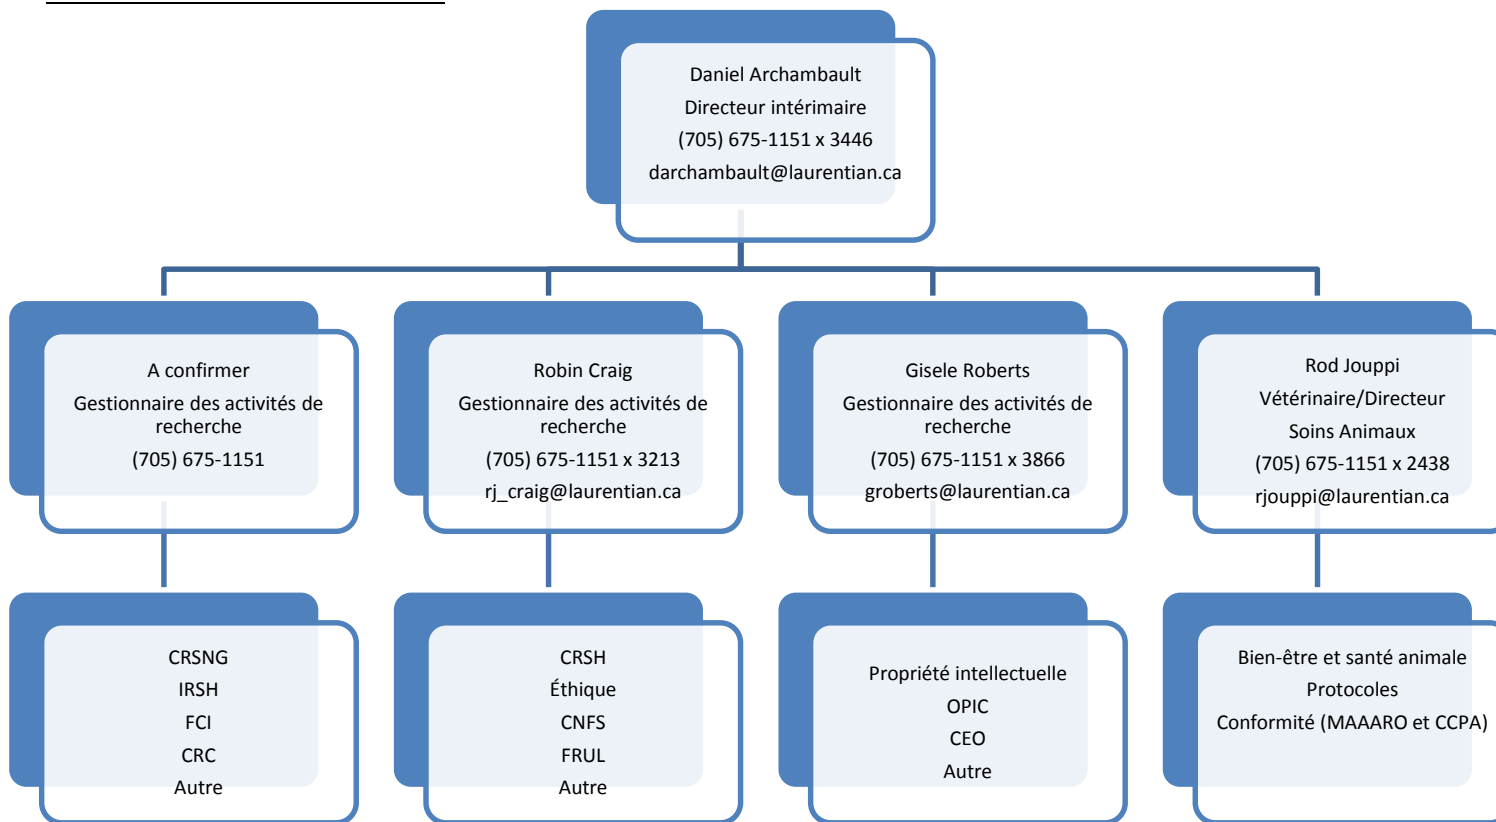 Daniel Archambault
Directeur intérimaire
(705) 675-1151 x 3446
darchambault@laurentian.ca
A confirmer
Gestionnaire des activités de
recherche
(705) 675-1151
Robin Craig
Gestionnaire des activités de
recherche
(705) 675-1151 x 3213
rj_craig@laurentian.ca
Gisele Roberts
Gestionnaire des activités de
recherche
(705) 675-1151 x 3866
groberts@laurentian.ca
Rod Jouppi
Vétérinaire/Directeur
Soins Animaux
(705) 675-1151 x 2438
rjouppi@laurentian.ca
CRSNG
IRSH
FCI
CRC
Autre
CRSH
Éthique
CNFS
FRUL
Autre
Propriété intellectuelle
OPIC
CEO
Autre
Bien-être et santé animale
Protocoles
Conformité (MAAARO et CCPA)